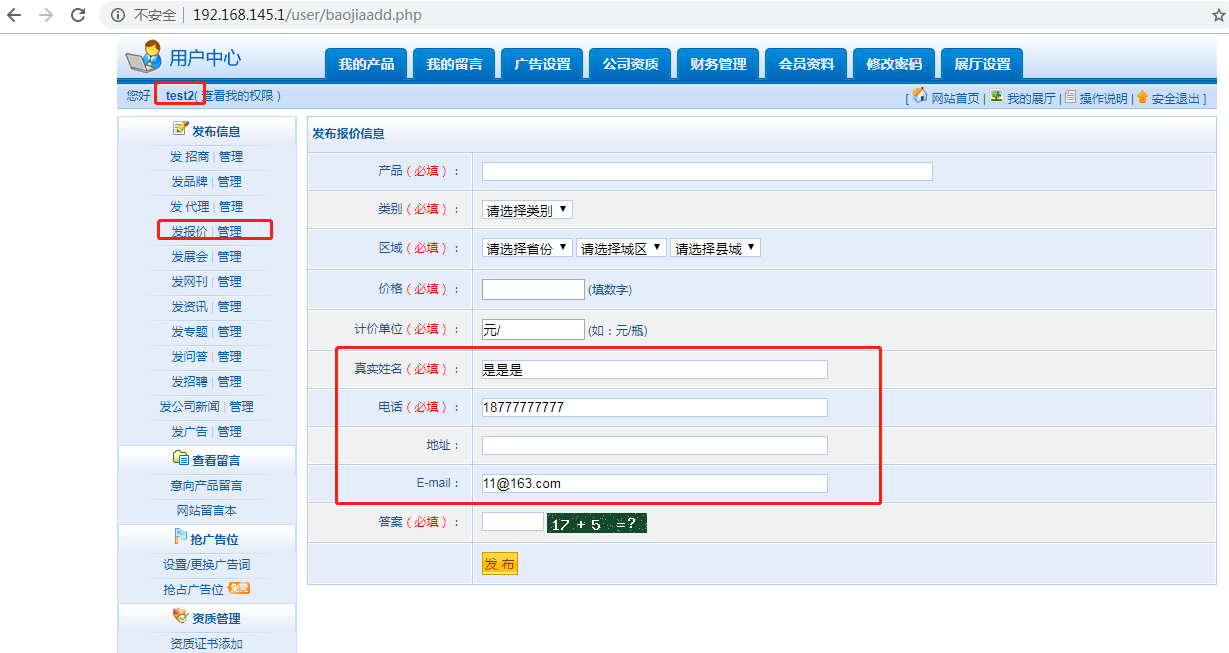 不安全 192.168.145.1/user/baojiaadd.php
用户中心
我的产品 我的留言 广告设置 公司资质 财务管理 会员资料 修改密码 展厅设置
您好 test2( 查看我的权限 )
[ 网站首页 | 我的展厅 | 操作说明 | 安全退出 ]
发布信息
发 招商 | 管理
发品牌 | 管理
发 代理 | 管理
发报价 | 管理
发展会 | 管理
发网刊 | 管理
发资讯 | 管理
发专题 | 管理
发问答 | 管理
发招聘 | 管理
发公司新闻 | 管理
发广告 | 管理
查看留言
意向产品留言
网站留言本
抢广告位
设置/更换广告词
抢占广告位 免费
资质管理
资质证书添加
发布报价信息
产品（必填）：
类别（必填）： 请选择类别
区域（必填）： 请选择省份 请选择城区 请选择县城
价格（必填）： (填数字)
计价单位（必填）： 元/ (如：元/瓶)
真实姓名（必填）： 是是是
电话（必填）： 18777777777
地址：
E-mail： 11@163.com
答案（必填）： 17 + 5 =?
发 布